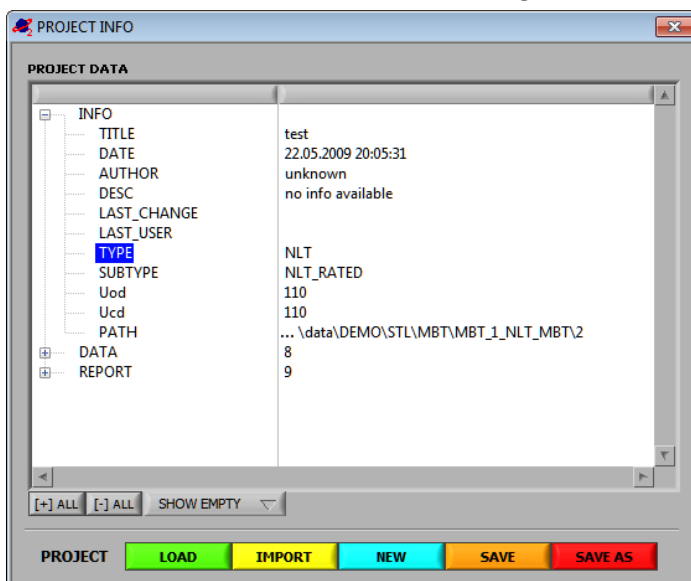 PROJECT INFO
PROJECT DATA
INFO
TITLE test
DATE 22.05.2009 20:05:31
AUTHOR unknown
DESC no info available
LAST_CHANGE
LAST_USER
TYPE NLT
SUBTYPE NLT_RATED
Uod 110
Ucd 110
PATH ... \data\DEMO\STL\MBT\MBT_1_NLT_MBT\2
DATA 8
REPORT 9
[+] ALL [-] ALL SHOW EMPTY
PROJECT LOAD IMPORT NEW SAVE SAVE AS